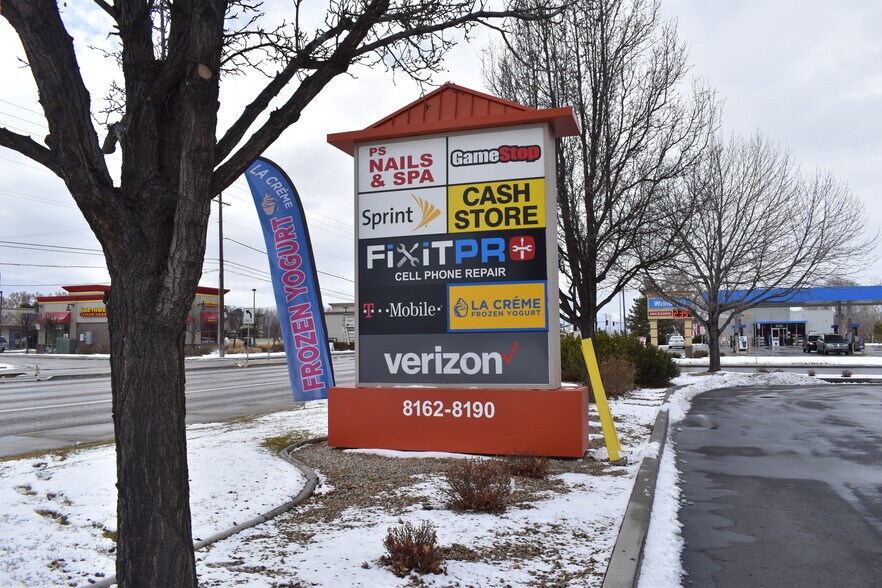 PS
NAILS
& SPA
GameStop
Sprint
CASH
STORE
FiXiTPRO
CELL PHONE REPAIR
T - Mobile
LA CRÉME
FROZEN YOGURT
verizon
8162-8190
LA CRÉME
FROZEN YOGURT